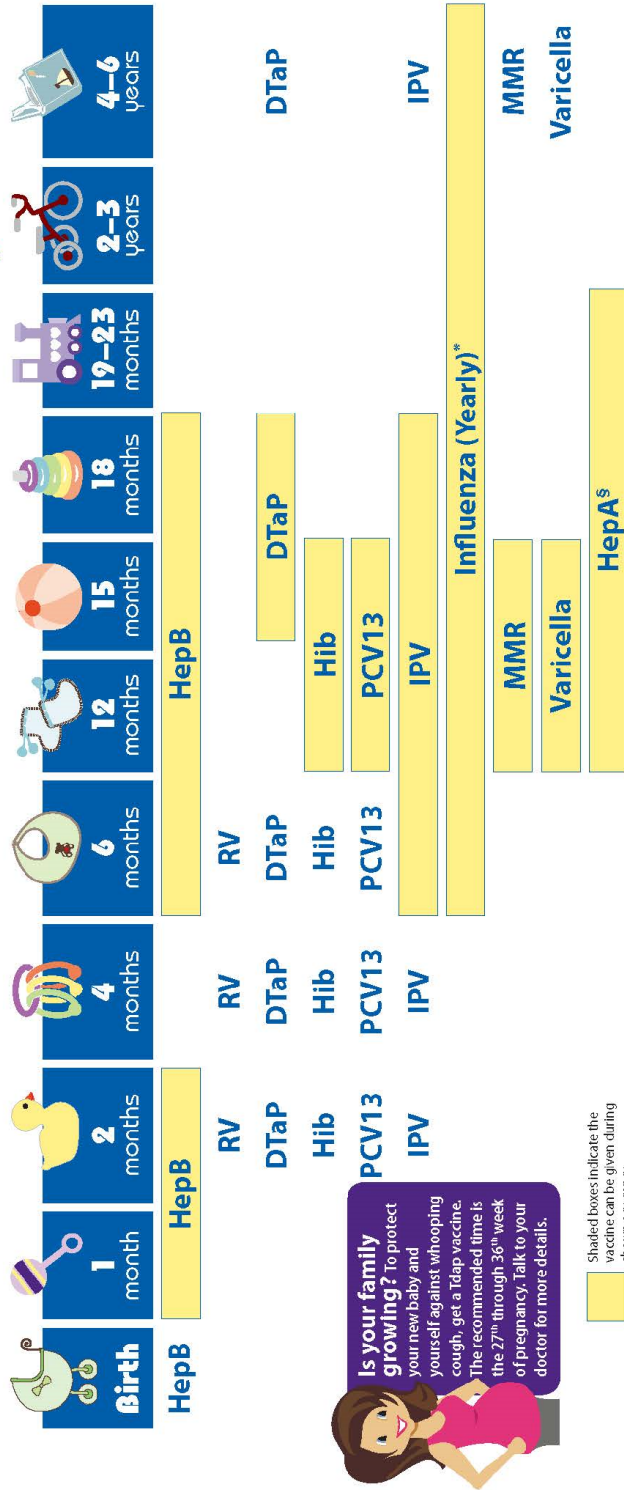 Birth
1
month
2
months
4
months
6
months
12
months
15
months
18
months
19–23
months
2–3
years
4–6
years
HepB
HepB
HepB
RV
RV
RV
DTaP
DTaP
DTaP
DTaP
DTaP
Hib
Hib
Hib
Hib
PCV13
PCV13
PCV13
PCV13
IPV
IPV
IPV
IPV
Influenza (Yearly)*
MMR
MMR
Varicella
Varicella
HepA§
Is your family
growing? To protect
your new baby and
yourself against whooping
cough, get a Tdap vaccine.
The recommended time is
the 27th through 36th week
of pregnancy. Talk to your
doctor for more details.
Shaded boxes indicate the
vaccine can be given during